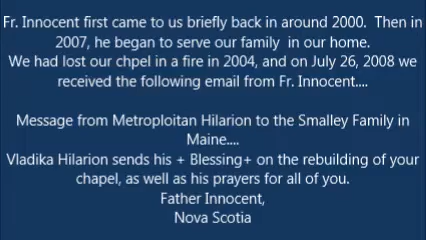 Fr. Innocent first came to us briefly back in around 2000.  Then in
2007, he began to serve our family  in our home.
We had lost our chpel in a fire in 2004, and on July 26, 2008 we
received the following email from Fr. Innocent....
Message from Metroploitan Hilarion to the Smalley Family in
Maine....
Vladika Hilarion sends his + Blessing+ on the rebuilding of your
chapel, as well as his prayers for all of you.
Father Innocent,
Nova Scotia